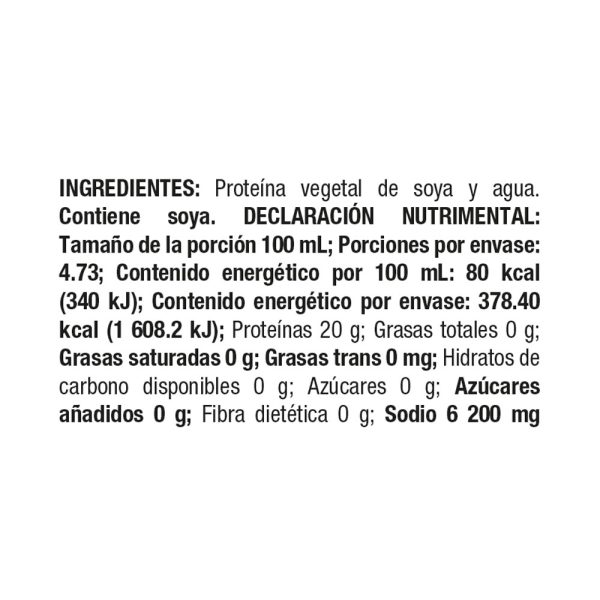 INGREDIENTES: Proteína vegetal de soya y agua.
Contiene soya. DECLARACIÓN NUTRIMENTAL:
Tamaño de la porción 100 mL; Porciones por envase:
4.73; Contenido energético por 100 mL: 80 kcal
(340 kJ); Contenido energético por envase: 378.40
kcal (1 608.2 kJ); Proteínas 20 g; Grasas totales 0 g;
Grasas saturadas 0 g; Grasas trans 0 mg; Hidratos de
carbono disponibles 0 g; Azúcares 0 g; Azúcares
añadidos 0 g; Fibra dietética 0 g; Sodio 6 200 mg